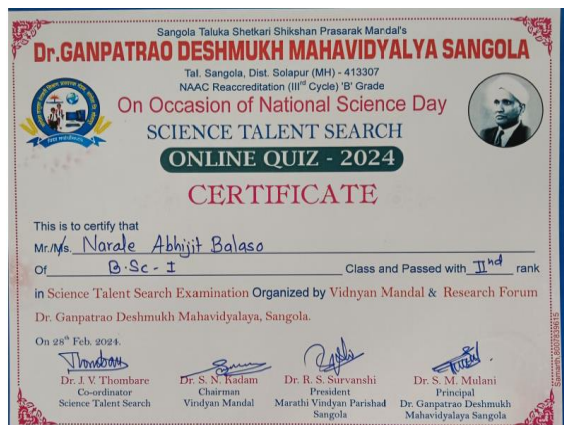 Sangola Taluka Shetkari Shikshan Prasarak Mandal's
Dr.GANPATRAO DESHMUKH MAHAVIDYALYA SANGOLA
Tal. Sangola, Dist. Solapur (MH) - 413307
NAAC Reaccreditation (IIIrd Cycle) 'B' Grade
On Occasion of National Science Day
SCIENCE TALENT SEARCH
ONLINE QUIZ - 2024
CERTIFICATE
This is to certify that
Mr./Ms. Narale Abhijit Balaso
Of B.Sc - I Class and Passed with IInd rank
in Science Talent Search Examination Organized by Vidnyan Mandal & Research Forum
Dr. Ganpatrao Deshmukh Mahavidyalaya, Sangola.
On 28th Feb. 2024.
Thombare
Dr. J. V. Thombare
Co-ordinator
Science Talent Search
Dr. S. N. Kadam
Chairman
Vindyan Mandal
Dr. R. S. Survanshi
President
Marathi Vindyan Parishad
Sangola
Dr. S. M. Mulani
Principal
Dr. Ganpatrao Deshmukh
Mahavidyalaya Sangola
Samarth.8007839615